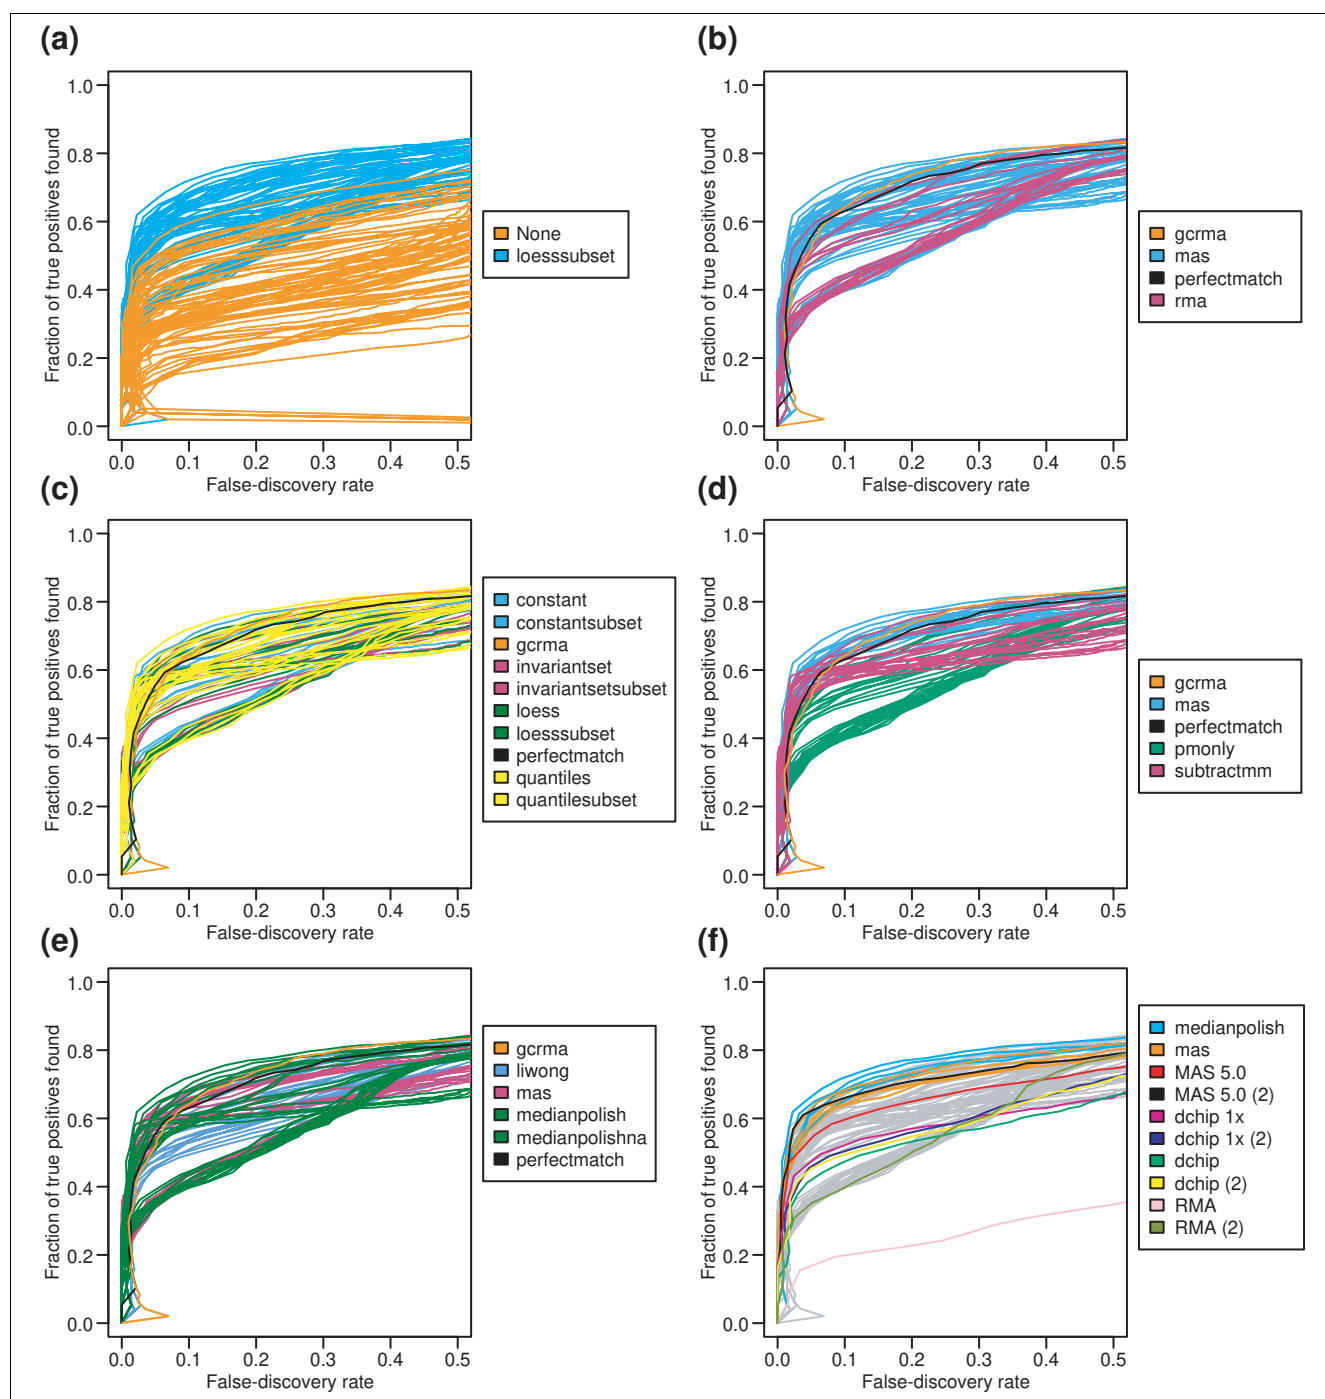 (a)
Fraction of true positives found
1.0
0.8
0.6
0.4
0.2
0.0
0.0 0.1 0.2 0.3 0.4 0.5
False-discovery rate
None
loesssubset
(b)
Fraction of true positives found
1.0
0.8
0.6
0.4
0.2
0.0
0.0 0.1 0.2 0.3 0.4 0.5
False-discovery rate
gcrma
mas
perfectmatch
rma
(c)
Fraction of true positives found
1.0
0.8
0.6
0.4
0.2
0.0
0.0 0.1 0.2 0.3 0.4 0.5
False-discovery rate
constant
constantsubset
gcrma
invariantset
invariantsetsubset
loess
loesssubset
perfectmatch
quantiles
quantilesubset
(d)
Fraction of true positives found
1.0
0.8
0.6
0.4
0.2
0.0
0.0 0.1 0.2 0.3 0.4 0.5
False-discovery rate
gcrma
mas
perfectmatch
pmonly
subtractmm
(e)
Fraction of true positives found
1.0
0.8
0.6
0.4
0.2
0.0
0.0 0.1 0.2 0.3 0.4 0.5
False-discovery rate
gcrma
liwong
mas
medianpolish
medianpolishna
perfectmatch
(f)
Fraction of true positives found
1.0
0.8
0.6
0.4
0.2
0.0
0.0 0.1 0.2 0.3 0.4 0.5
False-discovery rate
medianpolish
mas
MAS 5.0
MAS 5.0 (2)
dchip 1x
dchip 1x (2)
dchip
dchip (2)
RMA
RMA (2)